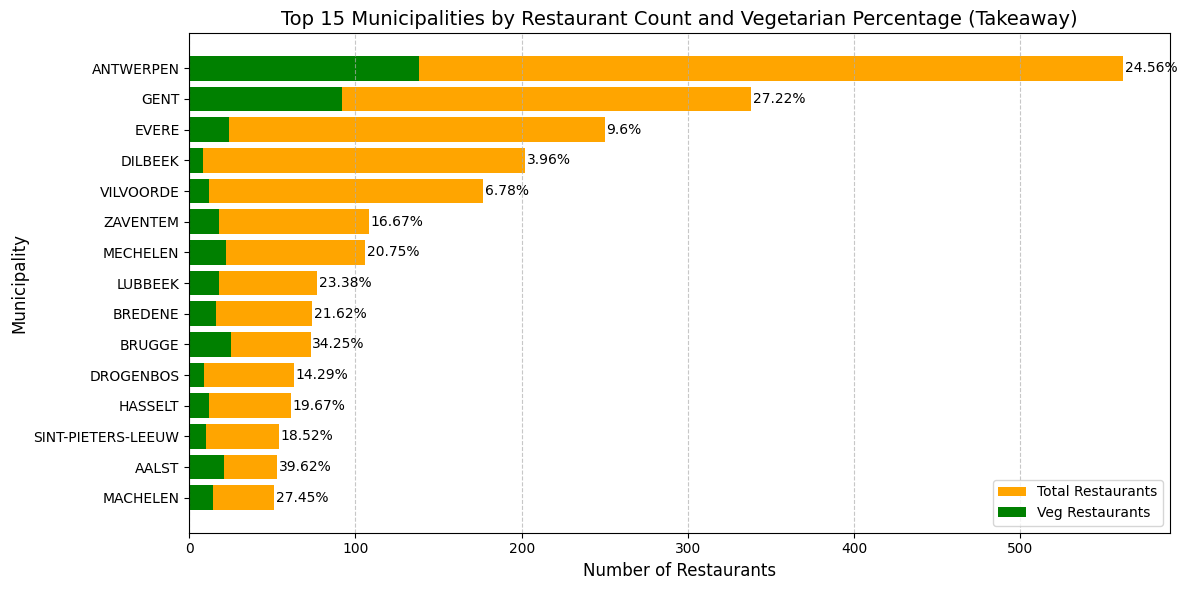 Top 15 Municipalities by Restaurant Count and Vegetarian Percentage (Takeaway)
Municipality
ANTWERPEN 24.56%
GENT 27.22%
EVERE 9.6%
DILBEEK 3.96%
VILVOORDE 6.78%
ZAVENTEM 16.67%
MECHELEN 20.75%
LUBBEEK 23.38%
BREDENE 21.62%
BRUGGE 34.25%
DROGENBOS 14.29%
HASSELT 19.67%
SINT-PIETERS-LEEUW 18.52%
AALST 39.62%
MACHELEN 27.45%
Total Restaurants
Veg Restaurants
0 100 200 300 400 500
Number of Restaurants